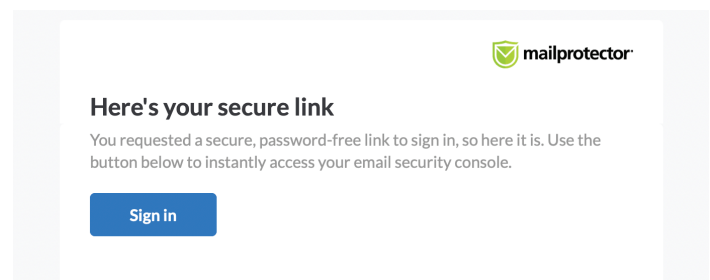 mailprotector
Here's your secure link
You requested a secure, password-free link to sign in, so here it is. Use the
button below to instantly access your email security console.
Sign in